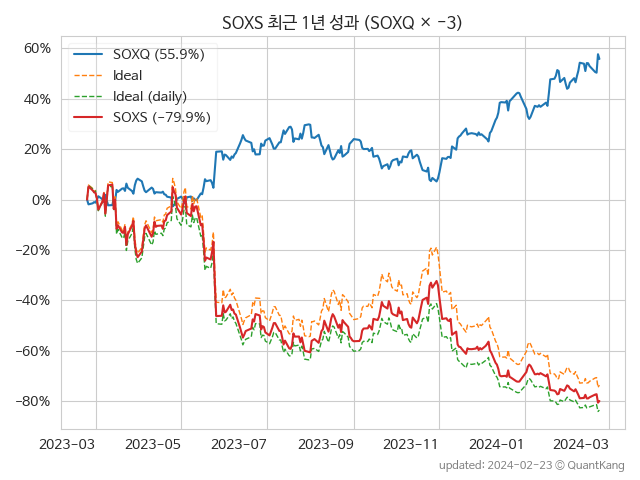 SOXS 최근 1년 성과 (SOXQ × −3)
60%
40%
20%
0%
−20%
−40%
−60%
−80%
SOXQ (55.9%)
Ideal
Ideal (daily)
SOXS (−79.9%)
2023-03
2023-05
2023-07
2023-09
2023-11
2024-01
2024-03
updated: 2024-02-23 © QuantKang